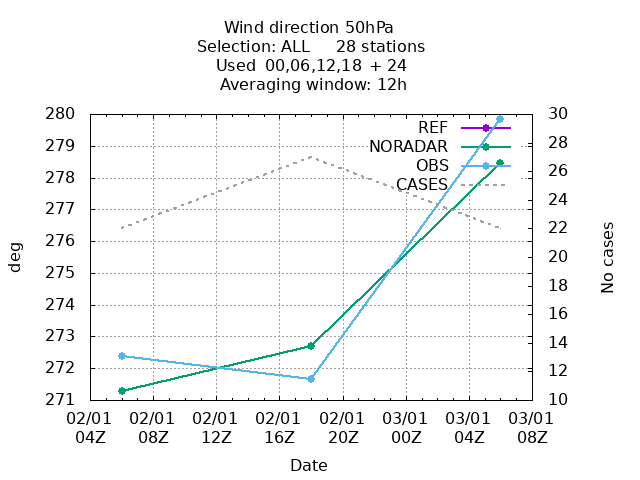 Wind direction 50hPa
Selection: ALL 28 stations
Used 00,06,12,18 + 24
Averaging window: 12h
280 30
REF
28
279 NORADAR
OBS 26
278 CASES
24
277
22
276 20
275 18
274 16
273 14
272 12
271 10
deg
No cases
02/01 02/01 02/01 02/01 02/01 03/01 03/01 03/01
04Z 08Z 12Z 16Z 20Z 00Z 04Z 08Z
Date